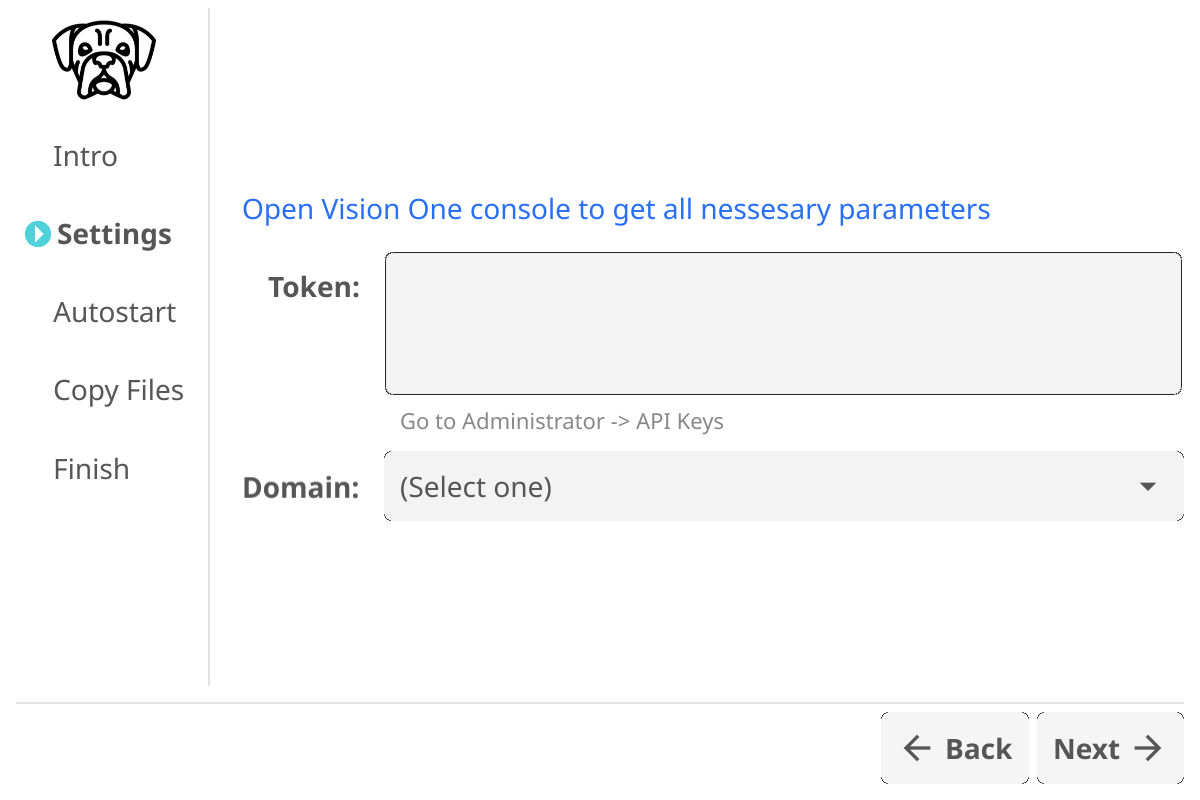 Intro
Settings
Autostart
Copy Files
Finish
Open Vision One console to get all nessesary parameters
Token:
Go to Administrator -> API Keys
Domain:
(Select one)
Back
Next